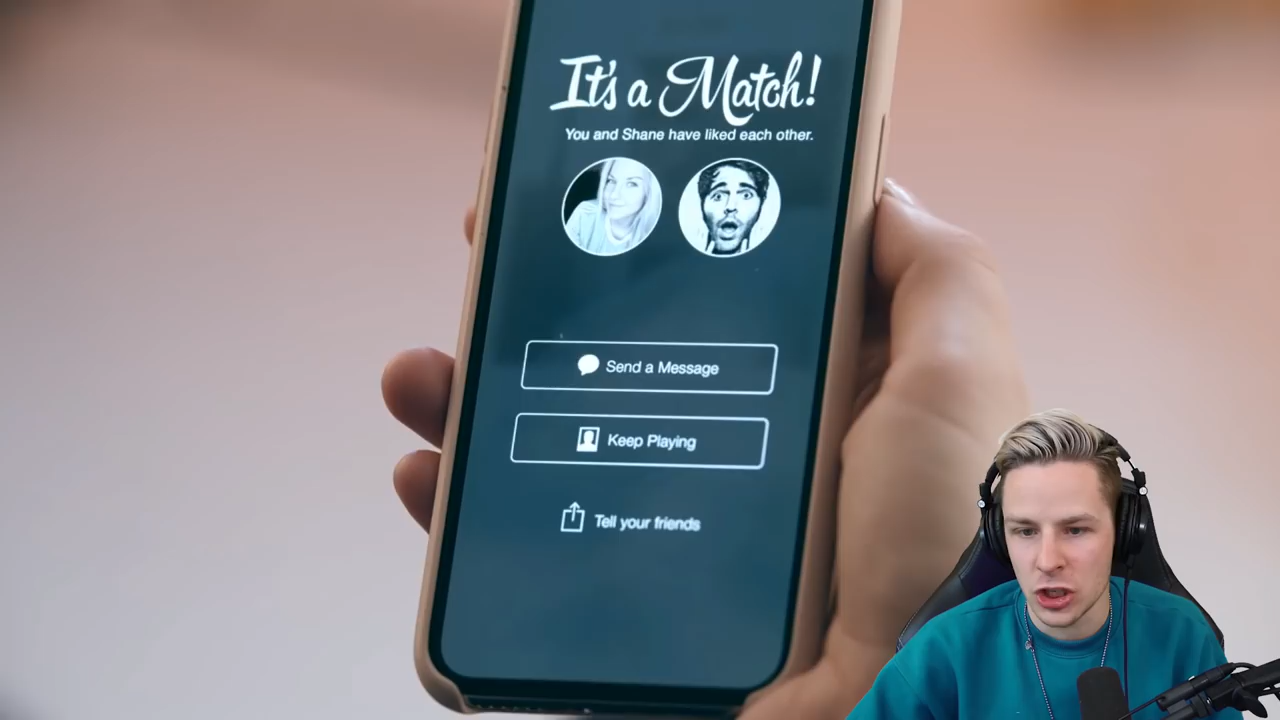 It's a Match!
You and Shane have liked each other.
Send a Message
Keep Playing
Tell your friends